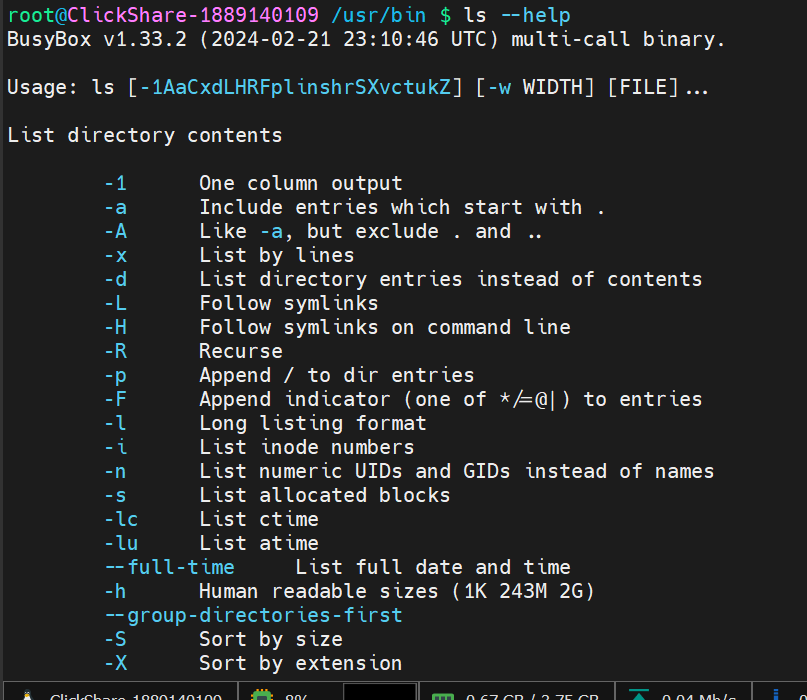 root@ClickShare-1889140109 /usr/bin $ ls --help
BusyBox v1.33.2 (2024-02-21 23:10:46 UTC) multi-call binary.
Usage: ls [-1AaCxdLHRFplinshrSXvctukZ] [-w WIDTH] [FILE]...
List directory contents
-1 One column output
-a Include entries which start with .
-A Like -a, but exclude . and ..
-x List by lines
-d List directory entries instead of contents
-L Follow symlinks
-H Follow symlinks on command line
-R Recurse
-p Append / to dir entries
-F Append indicator (one of */=@|) to entries
-l Long listing format
-i List inode numbers
-n List numeric UIDs and GIDs instead of names
-s List allocated blocks
-lc List ctime
-lu List atime
--full-time List full date and time
-h Human readable sizes (1K 243M 2G)
--group-directories-first
-S Sort by size
-X Sort by extension
ClickShare-1889140109 8% 0.67 GB / 3.75 GB 0.04 Mb/s